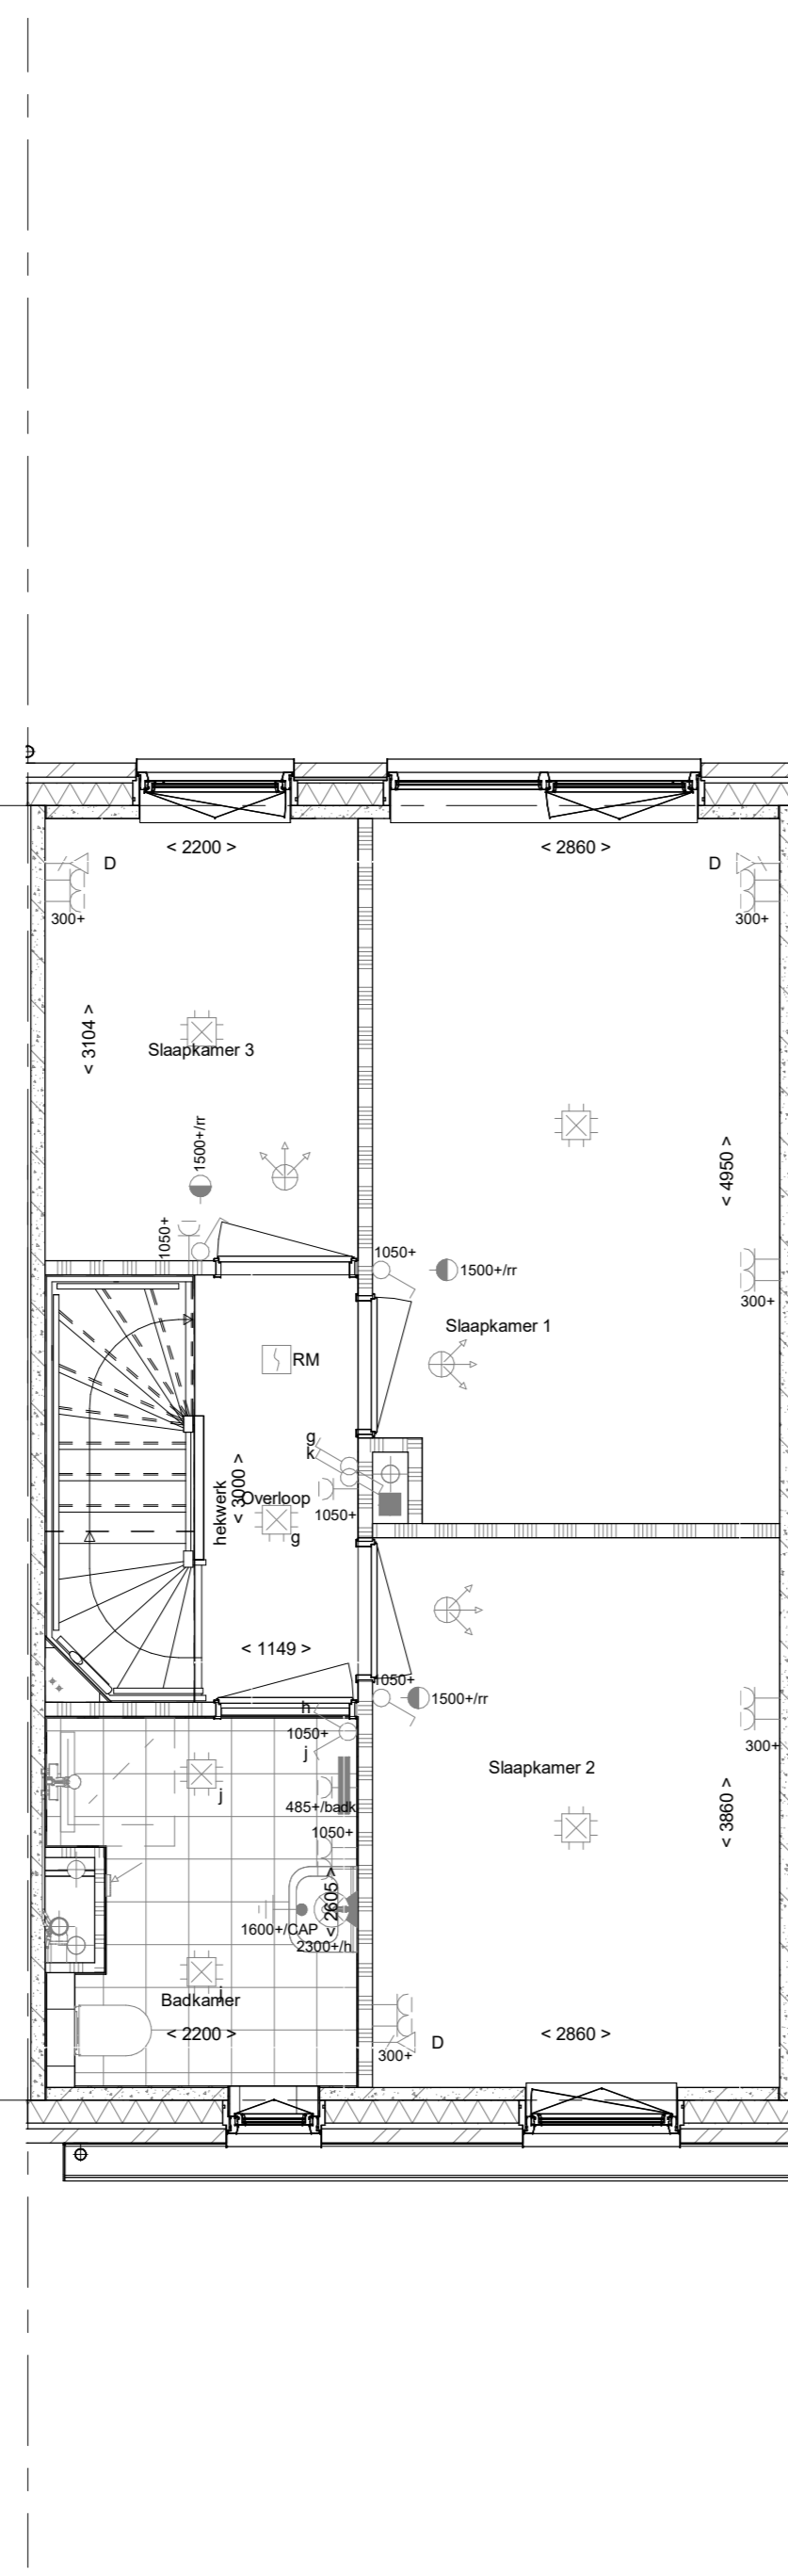 < 2200 >
< 2860 >
D
D
300+
300+
< 3104 >
Slaapkamer 3
1500+/rr
< 4950 >
1050+
1050+
1500+/rr
300+
Slaapkamer 1
RM
g
k
hekwerk
< 3000 >
Overloop
1050+
g
< 1149 >
1050+
1500+/rr
h
1050+
j
300+
Slaapkamer 2
j
485+/badk
< 3860 >
1050+
< 2605 >
1600+/CAP
2300+/h
j
Badkamer
< 2200 >
< 2860 >
D
300+